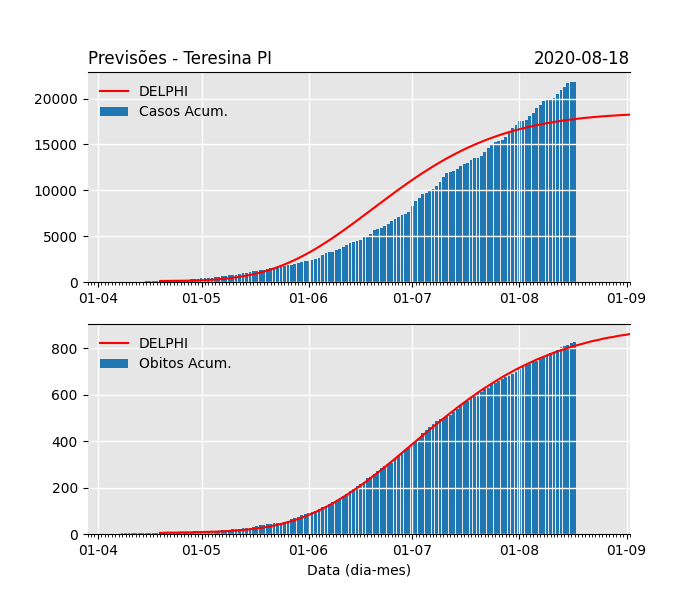 Previsões - Teresina PI 2020-08-18
DELPHI
Casos Acum.
20000
15000
10000
5000
0
01-04 01-05 01-06 01-07 01-08 01-09
DELPHI
Obitos Acum.
800
600
400
200
0
01-04 01-05 01-06 01-07 01-08 01-09
Data (dia-mes)